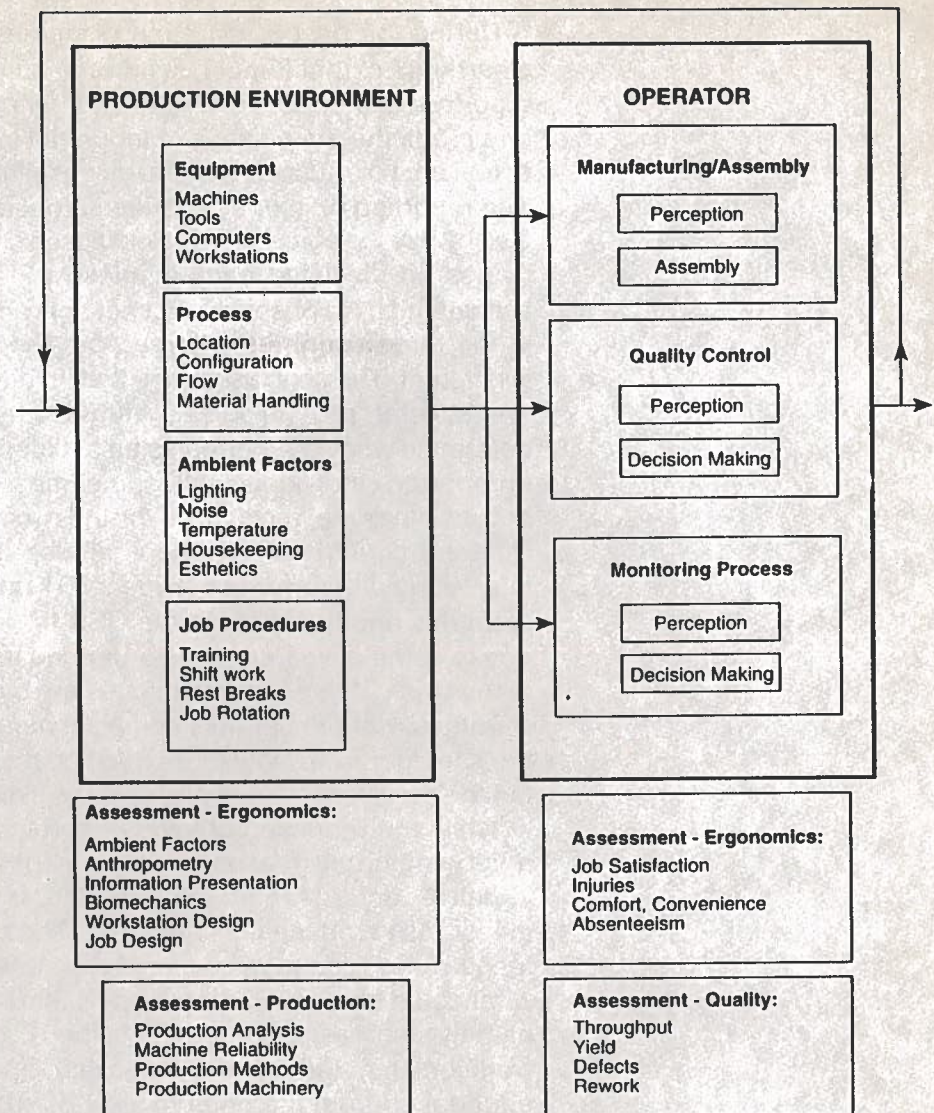 PRODUCTION ENVIRONMENT
Equipment
Machines
Tools
Computers
Workstations
Process
Location
Configuration
Flow
Material Handling
Ambient Factors
Lighting
Noise
Temperature
Housekeeping
Esthetics
Job Procedures
Training
Shift work
Rest Breaks
Job Rotation
OPERATOR
Manufacturing/Assembly
Perception
Assembly
Quality Control
Perception
Decision Making
Monitoring Process
Perception
Decision Making
Assessment - Ergonomics:
Ambient Factors
Anthropometry
Information Presentation
Biomechanics
Workstation Design
Job Design
Assessment - Production:
Production Analysis
Machine Reliability
Production Methods
Production Machinery
Assessment - Ergonomics:
Job Satisfaction
Injuries
Comfort, Convenience
Absenteeism
Assessment - Quality:
Throughput
Yield
Defects
Rework